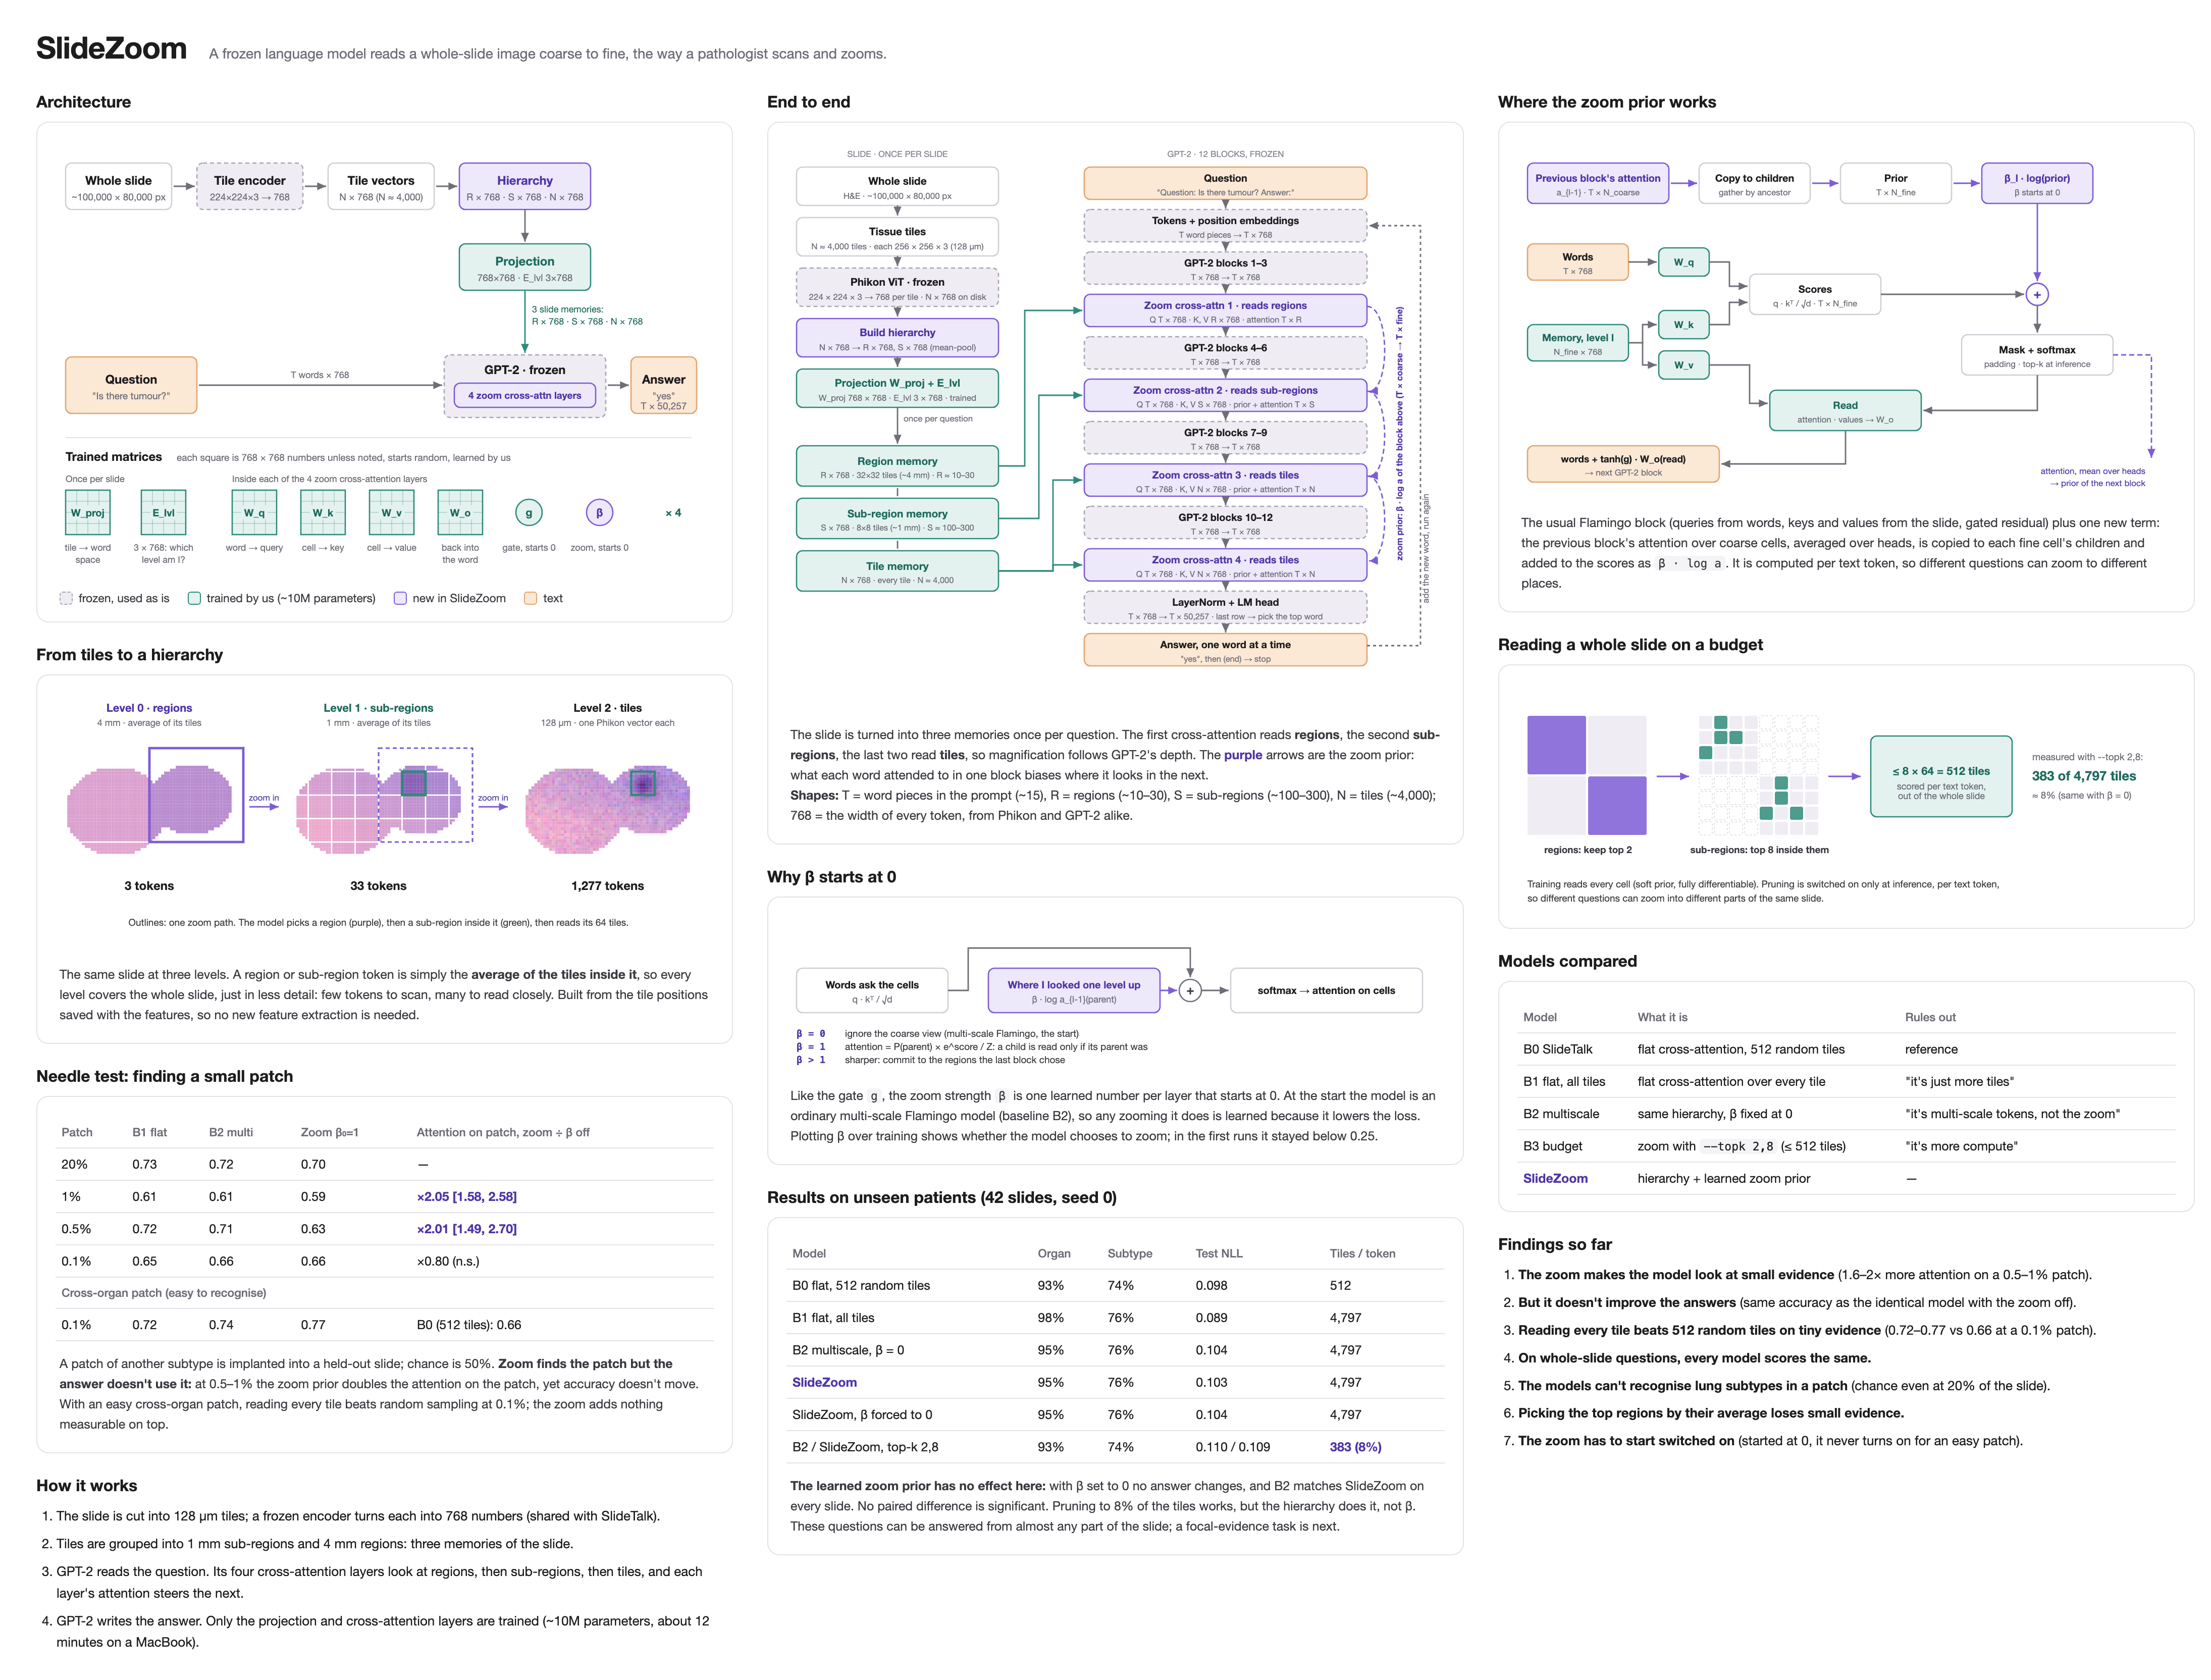 SlideZoom
A frozen language model reads a whole-slide image coarse to fine, the way a pathologist scans and zooms.
Architecture
Whole slide
~100,000 × 80,000 px
Tile encoder
224×224×3 → 768
Tile vectors
N × 768 (N ≈ 4,000)
Hierarchy
R × 768 · S × 768 · N × 768
Projection
768×768 · E_lvl 3×768
3 slide memories:
R × 768 · S × 768 · N × 768
Question
"Is there tumour?"
T words × 768
GPT-2 · frozen
4 zoom cross-attn layers
Answer
"yes"
T × 50,257
Trained matrices each square is 768 × 768 numbers unless noted, starts random, learned by us
Once per slide
Inside each of the 4 zoom cross-attention layers
W_proj
E_lvl
W_q
W_k
W_v
W_o
g
β
× 4
tile → word
space
3 × 768: which
level am I?
word → query
cell → key
cell → value
back into
the word
gate, starts 0
zoom, starts 0
frozen, used as is
trained by us (~10M parameters)
new in SlideZoom
text
From tiles to a hierarchy
Level 0 · regions
4 mm · average of its tiles
Level 1 · sub-regions
1 mm · average of its tiles
Level 2 · tiles
128 µm · one Phikon vector each
zoom in
zoom in
3 tokens
33 tokens
1,277 tokens
Outlines: one zoom path. The model picks a region (purple), then a sub-region inside it (green), then reads its 64 tiles.
The same slide at three levels. A region or sub-region token is simply the average of the tiles inside it, so every
level covers the whole slide, just in less detail: few tokens to scan, many to read closely. Built from the tile positions
saved with the features, so no new feature extraction is needed.
Needle test: finding a small patch
Patch B1 flat B2 multi Zoom β₀=1 Attention on patch, zoom ÷ β off
20% 0.73 0.72 0.70 —
1% 0.61 0.61 0.59 ×2.05 [1.58, 2.58]
0.5% 0.72 0.71 0.63 ×2.01 [1.49, 2.70]
0.1% 0.65 0.66 0.66 ×0.80 (n.s.)
Cross-organ patch (easy to recognise)
0.1% 0.72 0.74 0.77 B0 (512 tiles): 0.66
A patch of another subtype is implanted into a held-out slide; chance is 50%. Zoom finds the patch but the
answer doesn't use it: at 0.5–1% the zoom prior doubles the attention on the patch, yet accuracy doesn't move.
With an easy cross-organ patch, reading every tile beats random sampling at 0.1%; the zoom adds nothing
measurable on top.
How it works
1. The slide is cut into 128 µm tiles; a frozen encoder turns each into 768 numbers (shared with SlideTalk).
2. Tiles are grouped into 1 mm sub-regions and 4 mm regions: three memories of the slide.
3. GPT-2 reads the question. Its four cross-attention layers look at regions, then sub-regions, then tiles, and each
layer's attention steers the next.
4. GPT-2 writes the answer. Only the projection and cross-attention layers are trained (~10M parameters, about 12
minutes on a MacBook).
End to end
SLIDE · ONCE PER SLIDE
Whole slide
H&E · ~100,000 × 80,000 px
Tissue tiles
N ≈ 4,000 tiles · each 256 × 256 × 3 (128 µm)
Phikon ViT · frozen
224 × 224 × 3 → 768 per tile · N × 768 on disk
Build hierarchy
N × 768 → R × 768, S × 768 (mean-pool)
Projection W_proj + E_lvl
W_proj 768 × 768 · E_lvl 3 × 768 · trained
once per question
Region memory
R × 768 · 32×32 tiles (~4 mm) · R ≈ 10–30
Sub-region memory
S × 768 · 8×8 tiles (~1 mm) · S ≈ 100–300
Tile memory
N × 768 · every tile · N ≈ 4,000
GPT-2 · 12 BLOCKS, FROZEN
Question
"Question: Is there tumour? Answer:"
Tokens + position embeddings
T word pieces → T × 768
GPT-2 blocks 1–3
T × 768 → T × 768
Zoom cross-attn 1 · reads regions
Q T × 768 · K, V R × 768 · attention T × R
GPT-2 blocks 4–6
T × 768 → T × 768
Zoom cross-attn 2 · reads sub-regions
Q T × 768 · K, V S × 768 · prior + attention T × S
GPT-2 blocks 7–9
T × 768 → T × 768
Zoom cross-attn 3 · reads tiles
Q T × 768 · K, V N × 768 · prior + attention T × N
GPT-2 blocks 10–12
T × 768 → T × 768
Zoom cross-attn 4 · reads tiles
Q T × 768 · K, V N × 768 · prior + attention T × N
LayerNorm + LM head
T × 768 → T × 50,257 · last row → pick the top word
Answer, one word at a time
"yes", then (end) → stop
zoom prior: β · log a of the block above (T × coarse → T × fine)
add the new word, run again
The slide is turned into three memories once per question. The first cross-attention reads regions, the second sub-
regions, the last two read tiles, so magnification follows GPT-2's depth. The purple arrows are the zoom prior:
what each word attended to in one block biases where it looks in the next.
Shapes: T = word pieces in the prompt (~15), R = regions (~10–30), S = sub-regions (~100–300), N = tiles (~4,000);
768 = the width of every token, from Phikon and GPT-2 alike.
Why β starts at 0
Words ask the cells
q · kᵀ / √d
Where I looked one level up
β · log a_{l-1}(parent)
+
softmax → attention on cells
β = 0 ignore the coarse view (multi-scale Flamingo, the start)
β = 1 attention = P(parent) × e^score / Z: a child is read only if its parent was
β > 1 sharper: commit to the regions the last block chose
Like the gate g , the zoom strength β is one learned number per layer that starts at 0. At the start the model is an
ordinary multi-scale Flamingo model (baseline B2), so any zooming it does is learned because it lowers the loss.
Plotting β over training shows whether the model chooses to zoom; in the first runs it stayed below 0.25.
Results on unseen patients (42 slides, seed 0)
Model Organ Subtype Test NLL Tiles / token
B0 flat, 512 random tiles 93% 74% 0.098 512
B1 flat, all tiles 98% 76% 0.089 4,797
B2 multiscale, β = 0 95% 76% 0.104 4,797
SlideZoom 95% 76% 0.103 4,797
SlideZoom, β forced to 0 95% 76% 0.104 4,797
B2 / SlideZoom, top-k 2,8 93% 74% 0.110 / 0.109 383 (8%)
The learned zoom prior has no effect here: with β set to 0 no answer changes, and B2 matches SlideZoom on
every slide. No paired difference is significant. Pruning to 8% of the tiles works, but the hierarchy does it, not β.
These questions can be answered from almost any part of the slide; a focal-evidence task is next.
Where the zoom prior works
Previous block's attention
a_{l-1} · T × N_coarse
Copy to children
gather by ancestor
Prior
T × N_fine
β_l · log(prior)
β starts at 0
Words
T × 768
W_q
Scores
q · kᵀ / √d · T × N_fine
+
Memory, level l
N_fine × 768
W_k
W_v
Mask + softmax
padding · top-k at inference
Read
attention · values → W_o
words + tanh(g) · W_o(read)
→ next GPT-2 block
attention, mean over heads
→ prior of the next block
The usual Flamingo block (queries from words, keys and values from the slide, gated residual) plus one new term:
the previous block's attention over coarse cells, averaged over heads, is copied to each fine cell's children and
added to the scores as β · log a . It is computed per text token, so different questions can zoom to different
places.
Reading a whole slide on a budget
regions: keep top 2
sub-regions: top 8 inside them
≤ 8 × 64 = 512 tiles
scored per text token,
out of the whole slide
measured with --topk 2,8:
383 of 4,797 tiles
≈ 8% (same with β = 0)
Training reads every cell (soft prior, fully differentiable). Pruning is switched on only at inference, per text token,
so different questions can zoom into different parts of the same slide.
Models compared
Model What it is Rules out
B0 SlideTalk flat cross-attention, 512 random tiles reference
B1 flat, all tiles flat cross-attention over every tile "it's just more tiles"
B2 multiscale same hierarchy, β fixed at 0 "it's multi-scale tokens, not the zoom"
B3 budget zoom with --topk 2,8 (≤ 512 tiles) "it's more compute"
SlideZoom hierarchy + learned zoom prior —
Findings so far
1. The zoom makes the model look at small evidence (1.6–2× more attention on a 0.5–1% patch).
2. But it doesn't improve the answers (same accuracy as the identical model with the zoom off).
3. Reading every tile beats 512 random tiles on tiny evidence (0.72–0.77 vs 0.66 at a 0.1% patch).
4. On whole-slide questions, every model scores the same.
5. The models can't recognise lung subtypes in a patch (chance even at 20% of the slide).
6. Picking the top regions by their average loses small evidence.
7. The zoom has to start switched on (started at 0, it never turns on for an easy patch).